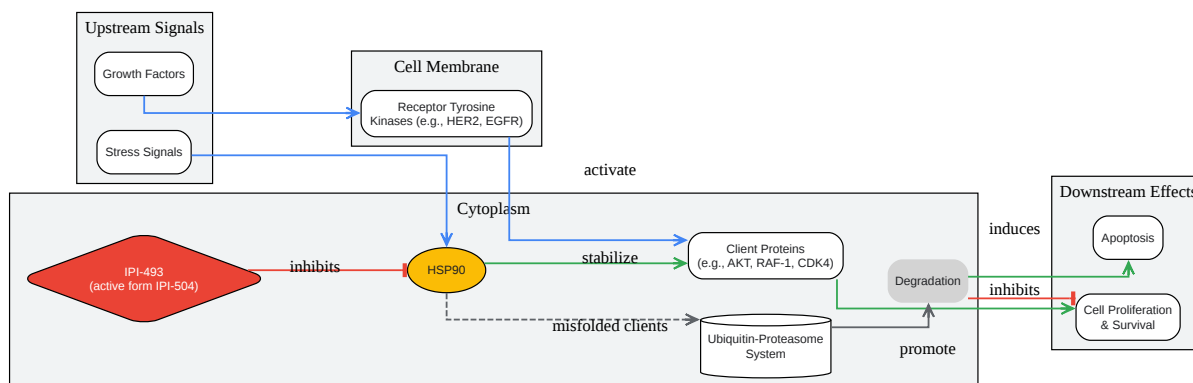 Upstream Signals
Growth Factors
Stress Signals
Cell Membrane
Receptor Tyrosine
Kinases (e.g., HER2, EGFR)
activate
Cytoplasm
IPI-493
(active form IPI-504)
inhibits
HSP90
stabilize
misfolded clients
Client Proteins
(e.g., AKT, RAF-1, CDK4)
Ubiquitin-Proteasome
System
Degradation
promote
induces
inhibits
Downstream Effects
Apoptosis
Cell Proliferation
& Survival